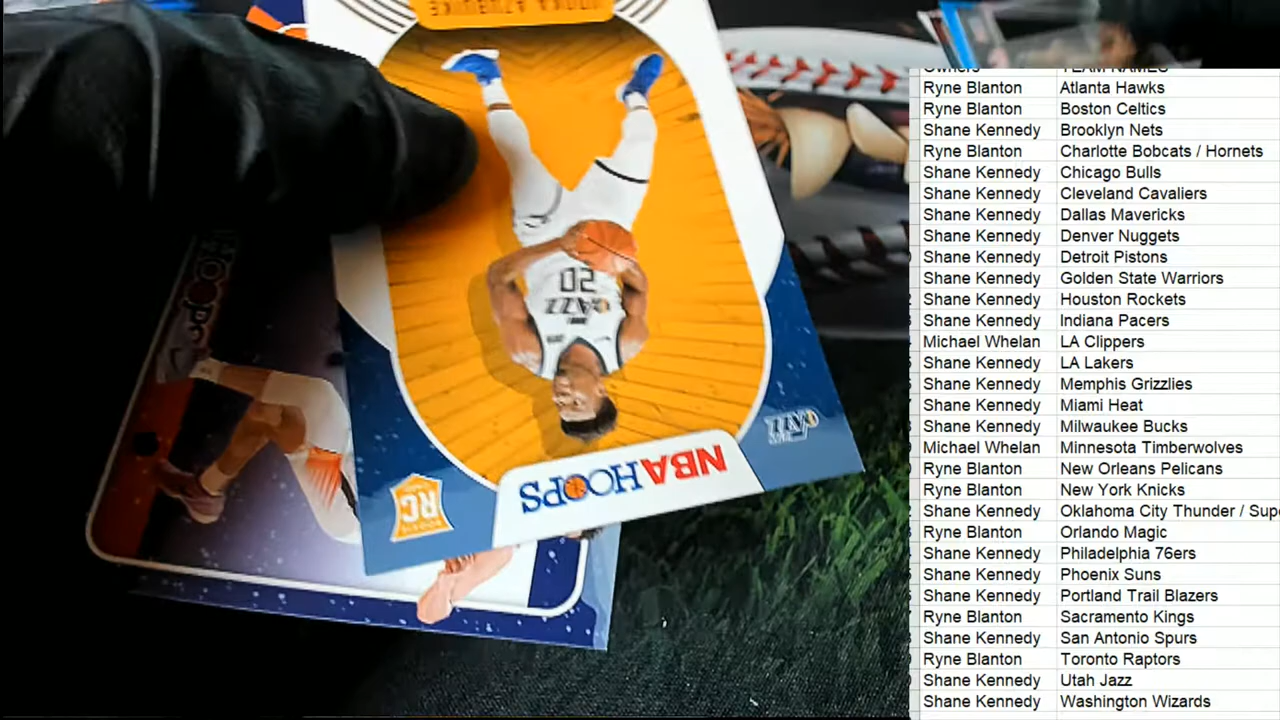 UDOKA AZUBUIKE
JAZZ
20
JAZZ
NBA HOOPS
RC
HOOPS
Owners TEAM NAMES
Ryne Blanton Atlanta Hawks
Ryne Blanton Boston Celtics
Shane Kennedy Brooklyn Nets
Ryne Blanton Charlotte Bobcats / Hornets
Shane Kennedy Chicago Bulls
Shane Kennedy Cleveland Cavaliers
Shane Kennedy Dallas Mavericks
Shane Kennedy Denver Nuggets
Shane Kennedy Detroit Pistons
Shane Kennedy Golden State Warriors
Shane Kennedy Houston Rockets
Shane Kennedy Indiana Pacers
Michael Whelan LA Clippers
Shane Kennedy LA Lakers
Shane Kennedy Memphis Grizzlies
Shane Kennedy Miami Heat
Shane Kennedy Milwaukee Bucks
Michael Whelan Minnesota Timberwolves
Ryne Blanton New Orleans Pelicans
Ryne Blanton New York Knicks
Shane Kennedy Oklahoma City Thunder / Sup
Ryne Blanton Orlando Magic
Shane Kennedy Philadelphia 76ers
Shane Kennedy Phoenix Suns
Shane Kennedy Portland Trail Blazers
Ryne Blanton Sacramento Kings
Shane Kennedy San Antonio Spurs
Ryne Blanton Toronto Raptors
Shane Kennedy Utah Jazz
Shane Kennedy Washington Wizards